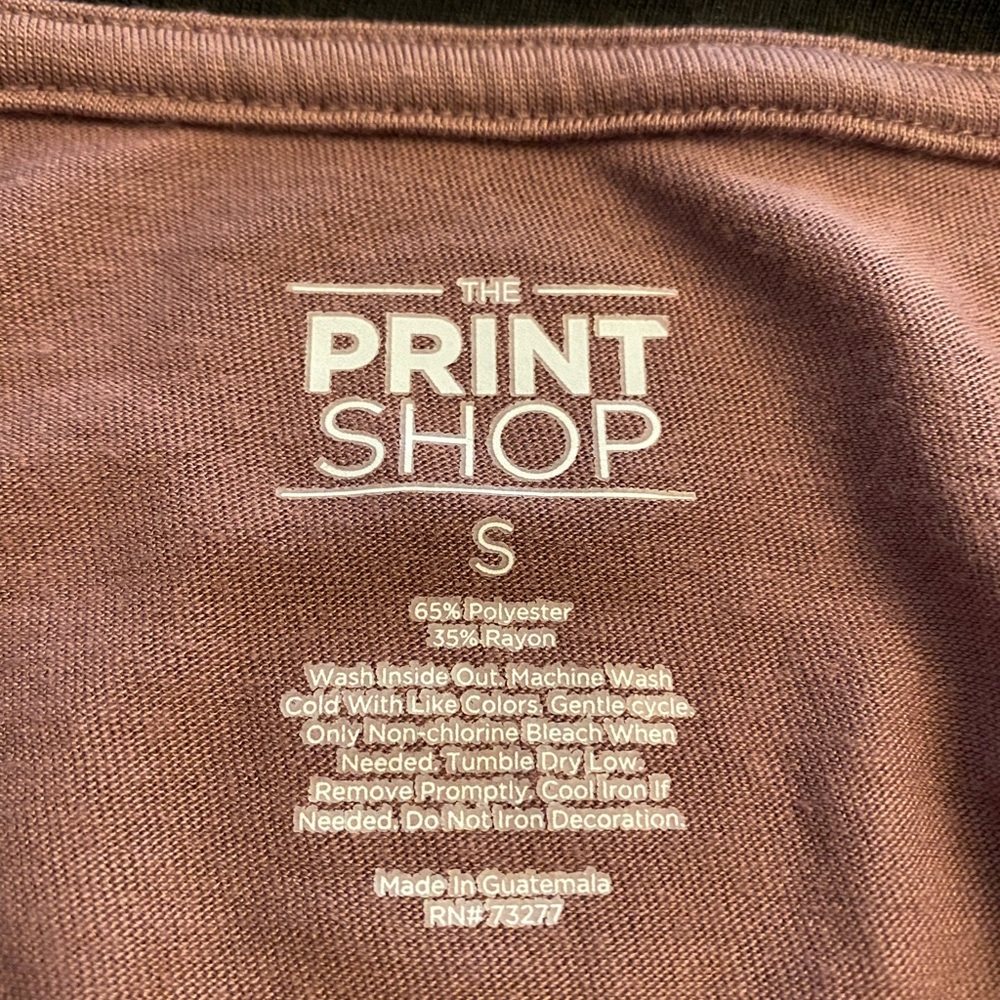 THE
PRINT
SHOP
S
65% Polyester
35% Rayon
Wash Inside Out. Machine Wash
Cold With Like Colors. Gentle cycle.
Only Non-chlorine Bleach When
Needed. Tumble Dry Low.
Remove Promptly. Cool Iron If
Needed. Do Not Iron Decoration.
Made In Guatemala
RN# 73277